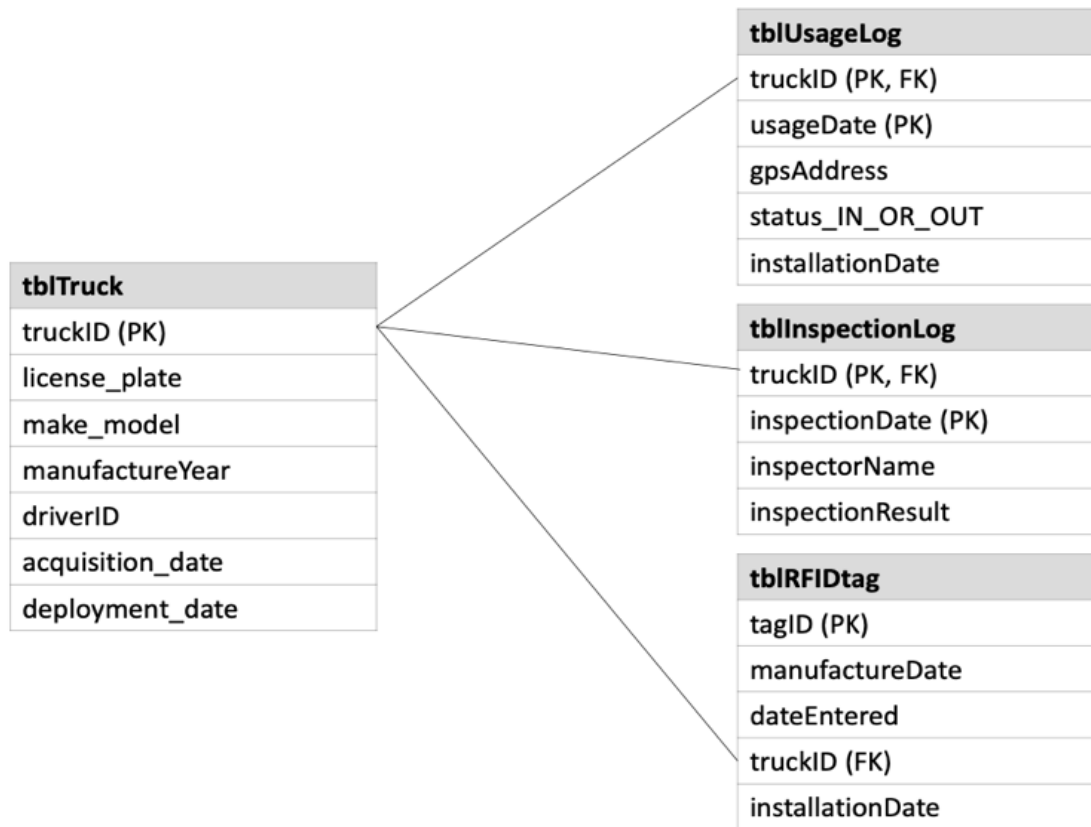 tblTruck
truckID (PK)
license_plate
make_model
manufactureYear
driverID
acquisition_date
deployment_date
tblUsageLog
truckID (PK, FK)
usageDate (PK)
gpsAddress
status_IN_OR_OUT
installationDate
tblInspectionLog
truckID (PK, FK)
inspectionDate (PK)
inspectorName
inspectionResult
tblRFIDtag
tagID (PK)
manufactureDate
dateEntered
truckID (FK)
installationDate